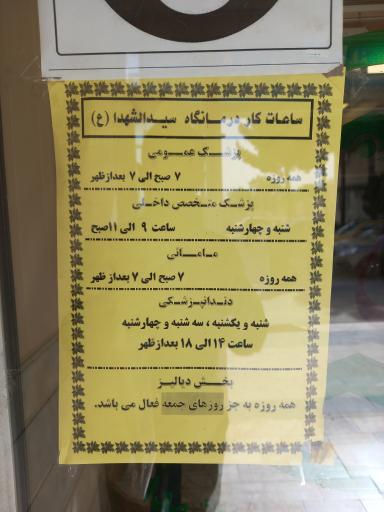 ساعات کار درمانگاه سیدالشهدا (ع)
پزشک عمومی
همه روزه ۷ صبح الی ۷ بعدازظهر
پزشک متخصص داخلی
شنبه و چهارشنبه ساعت ۹ الی ۱۱صبح
مامائی
همه روزه ۷ صبح الی ۷ بعداز ظهر
دندانپزشکی
شنبه و یکشنبه ، سه شنبه و چهارشنبه
ساعت ۱۴ الی ۱۸ بعدازظهر
بخش دیالیز
همه روزه به جز روزهای جمعه فعال می باشد.